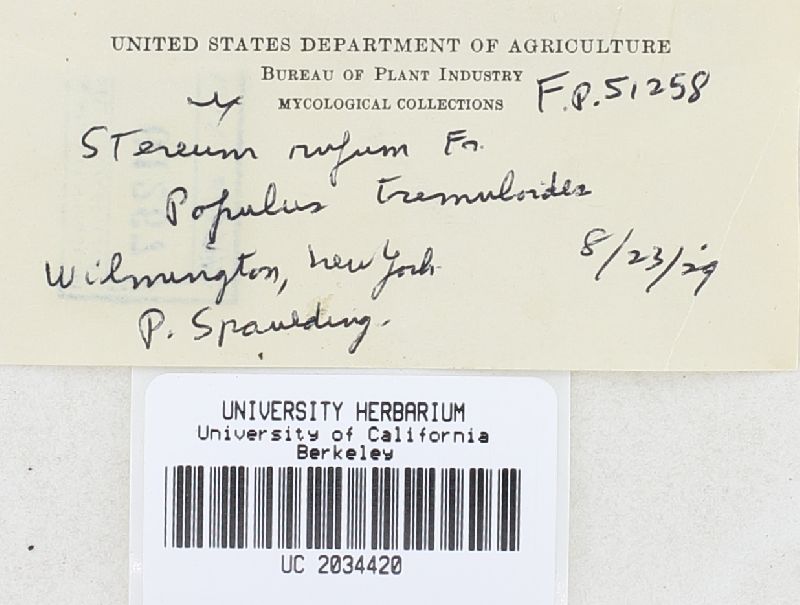 UNITED STATES DEPARTMENT OF AGRICULTURE
BUREAU OF PLANT INDUSTRY
MYCOLOGICAL COLLECTIONS
F.P. 51258
Stereum rufum Fr.
Populus tremuloides
Wilmington, New York
8/23/29
P. Spaulding.
UNIVERSITY HERBARIUM
University of California
Berkeley
UC 2034420